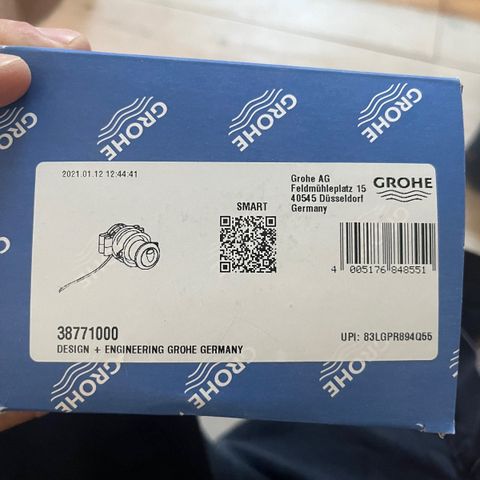 GROHE
GROHE
GROHE
2021.01.12 12:44:41
Grohe AG
Feldmühleplatz 15
40545 Düsseldorf
Germany
GROHE
SMART
4 005176 848551
38771000
DESIGN + ENGINEERING GROHE GERMANY
UPI: 83LGPR894Q55
GROHE
GROHE
GROHE